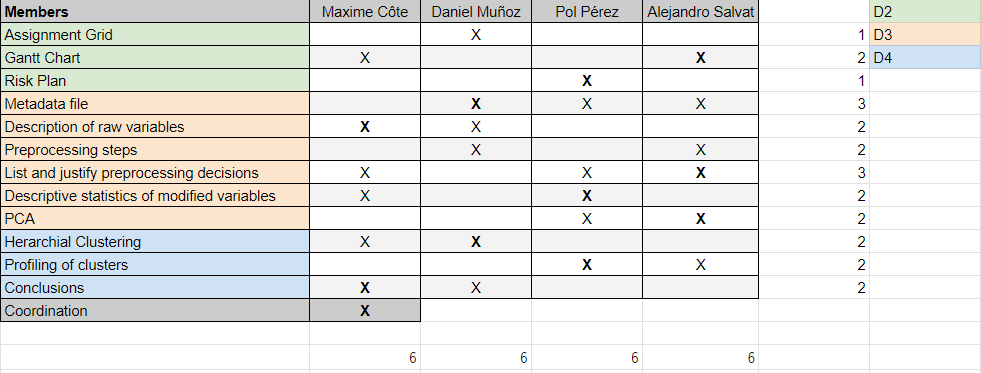 Members Maxime Côte Daniel Muñoz Pol Pérez Alejandro Salvat D2
Assignment Grid X 1 D3
Gantt Chart X X 2 D4
Risk Plan X 1
Metadata file X X X 3
Description of raw variables X X 2
Preprocessing steps X X 2
List and justify preprocessing decisions X X X 3
Descriptive statistics of modified variables X X 2
PCA X X 2
Herarchial Clustering X X 2
Profiling of clusters X X 2
Conclusions X X 2
Coordination X
6 6 6 6